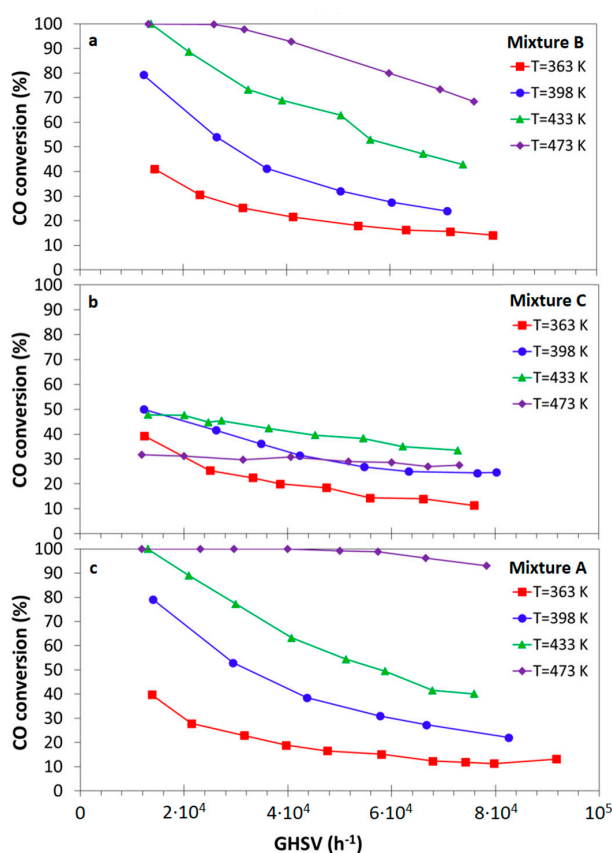 a
Mixture B
T=363 K
T=398 K
T=433 K
T=473 K
CO conversion (%)
100
90
80
70
60
50
40
30
20
10
0
b
Mixture C
T=363 K
T=398 K
T=433 K
T=473 K
CO conversion (%)
100
90
80
70
60
50
40
30
20
10
0
c
Mixture A
T=363 K
T=398 K
T=433 K
T=473 K
CO conversion (%)
100
90
80
70
60
50
40
30
20
10
0
0 2·10⁴ 4·10⁴ 6·10⁴ 8·10⁴ 10⁵
GHSV (h⁻¹)